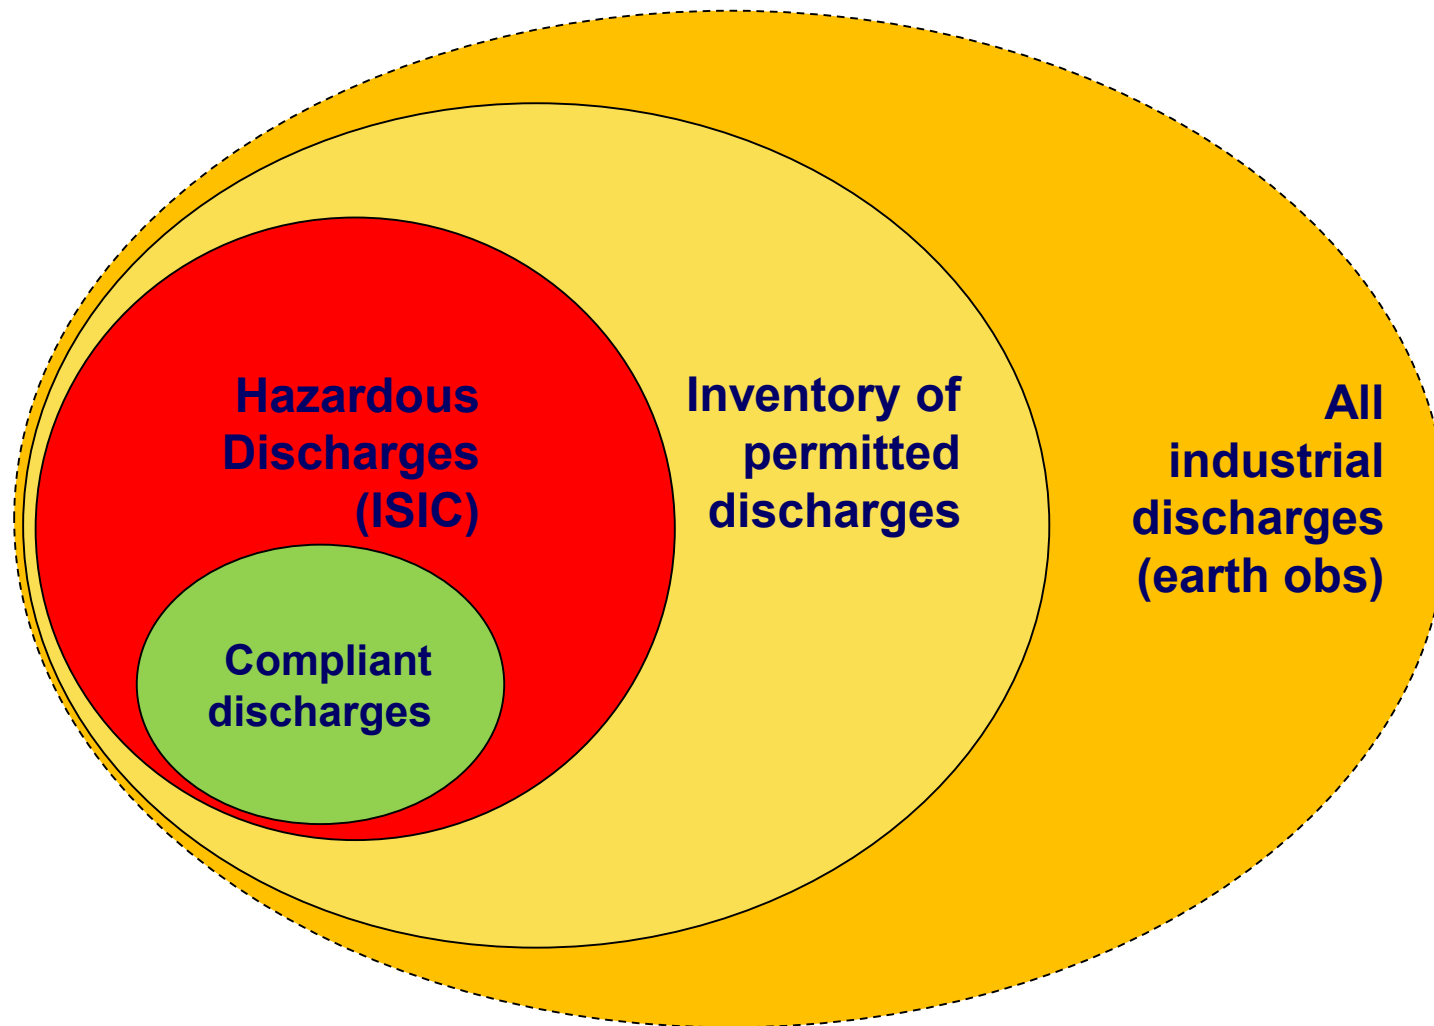 Hazardous
Discharges
(ISIC)
Inventory of
permitted
discharges
All
industrial
discharges
(earth obs)
Compliant
discharges